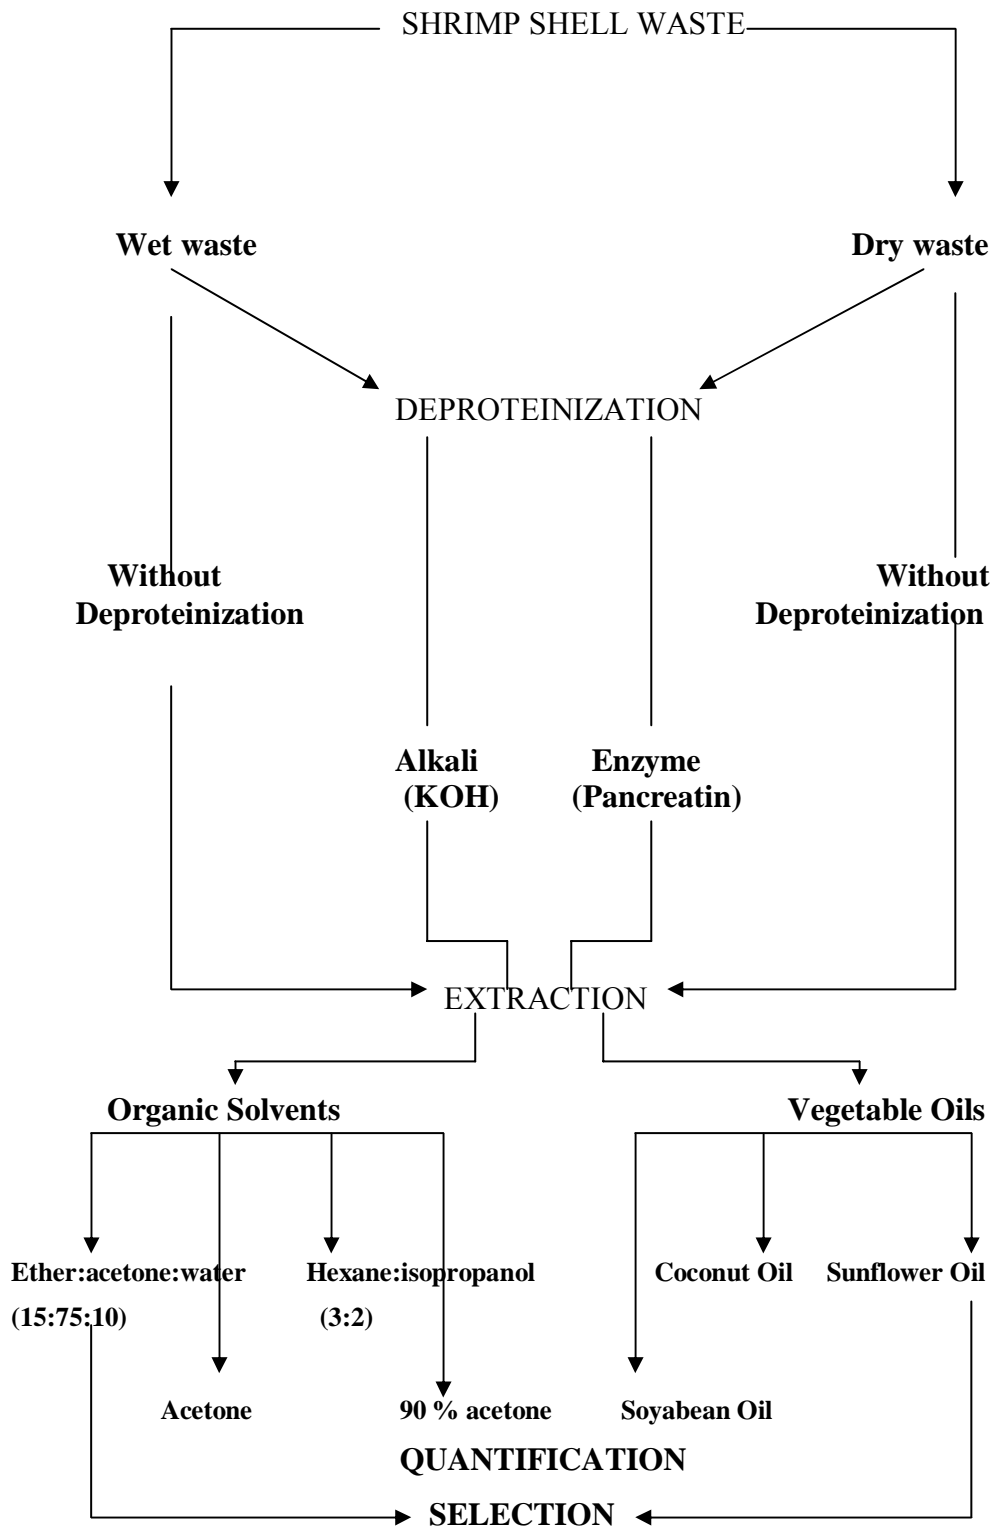 SHRIMP SHELL WASTE
Wet waste
Dry waste
DEPROTEINIZATION
Without
Deproteinization
Without
Deproteinization
Alkali
(KOH)
Enzyme
(Pancreatin)
EXTRACTION
Organic Solvents
Vegetable Oils
Ether:acetone:water
(15:75:10)
Hexane:isopropanol
(3:2)
Coconut Oil
Sunflower Oil
Acetone
90 % acetone
Soyabean Oil
QUANTIFICATION
SELECTION